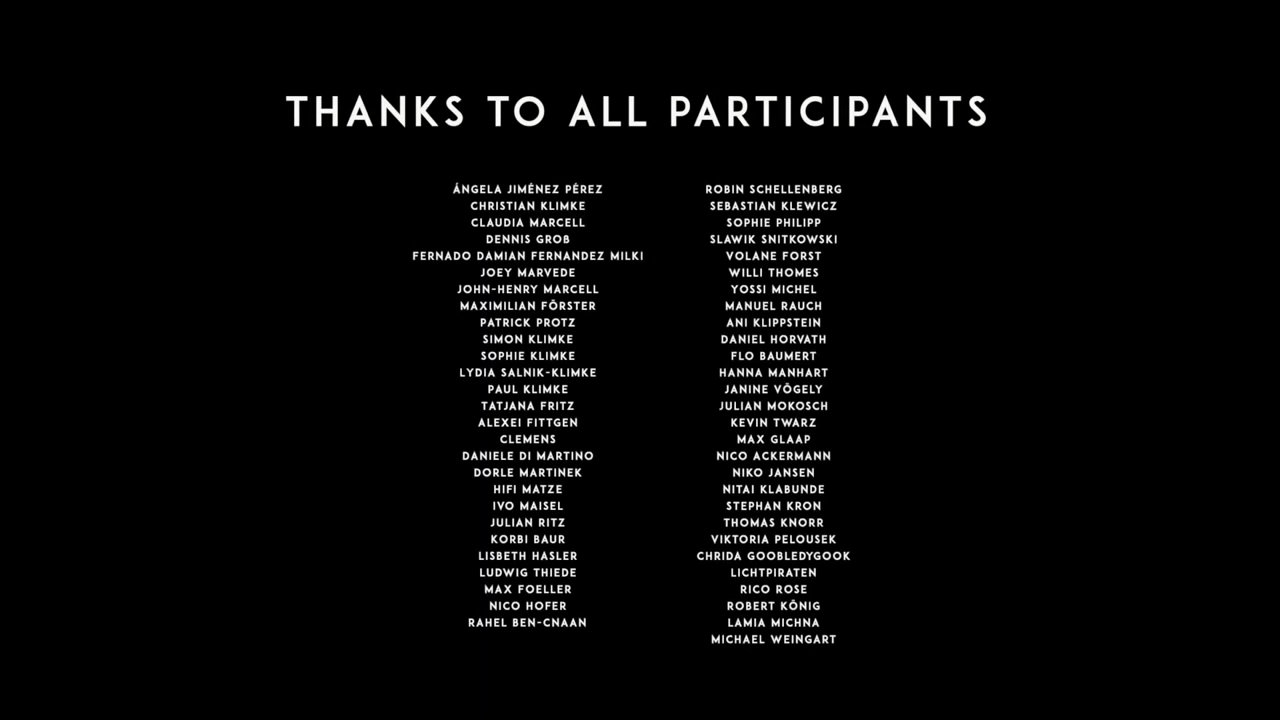 THANKS TO ALL PARTICIPANTS
ÁNGELA JIMÉNEZ PÉREZ
CHRISTIAN KLIMKE
CLAUDIA MARCELL
DENNIS GROB
FERNADO DAMIAN FERNANDEZ MILKI
JOEY MARVEDE
JOHN-HENRY MARCELL
MAXIMILIAN FÖRSTER
PATRICK PROTZ
SIMON KLIMKE
SOPHIE KLIMKE
LYDIA SALNIK-KLIMKE
PAUL KLIMKE
TATJANA FRITZ
ALEXEI FITTGEN
CLEMENS
DANIELE DI MARTINO
DORLE MARTINEK
HIFI MATZE
IVO MAISEL
JULIAN RITZ
KORBI BAUR
LISBETH HASLER
LUDWIG THIEDE
MAX FOELLER
NICO HOFER
RAHEL BEN-CNAAN
ROBIN SCHELLENBERG
SEBASTIAN KLEWICZ
SOPHIE PHILIPP
SLAWIK SNITKOWSKI
VOLANE FORST
WILLI THOMES
YOSSI MICHEL
MANUEL RAUCH
ANI KLIPPSTEIN
DANIEL HORVATH
FLO BAUMERT
HANNA MANHART
JANINE VÖGELY
JULIAN MOKOSCH
KEVIN TWARZ
MAX GLAAP
NICO ACKERMANN
NIKO JANSEN
NITAI KLABUNDE
STEPHAN KRON
THOMAS KNORR
VIKTORIA PELOUSEK
CHRIDA GOOBLEDYGOOK
LICHTPIRATEN
RICO ROSE
ROBERT KÖNIG
LAMIA MICHNA
MICHAEL WEINGART